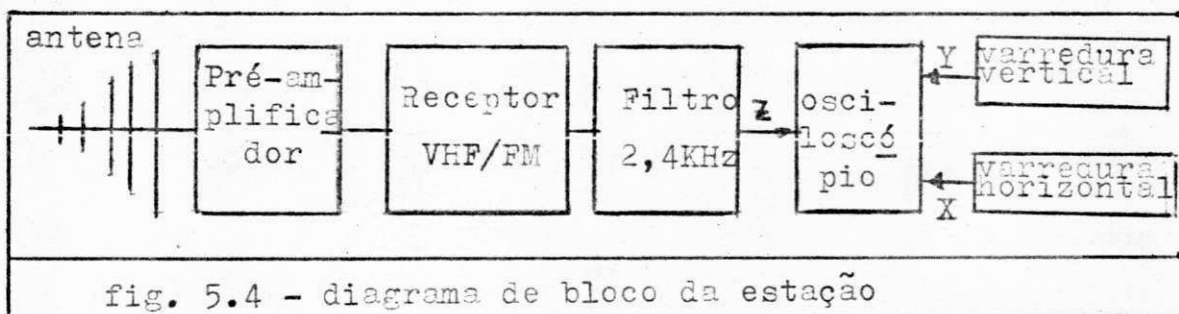 antena
Pré-am-
plifica
dor
Receptor
VHF/FM
Filtro
2,4KHz
Z
osci-
loscó
pio
Y
varredura
vertical
X
varredura
horizontal
fig. 5.4 - diagrama de bloco da estação